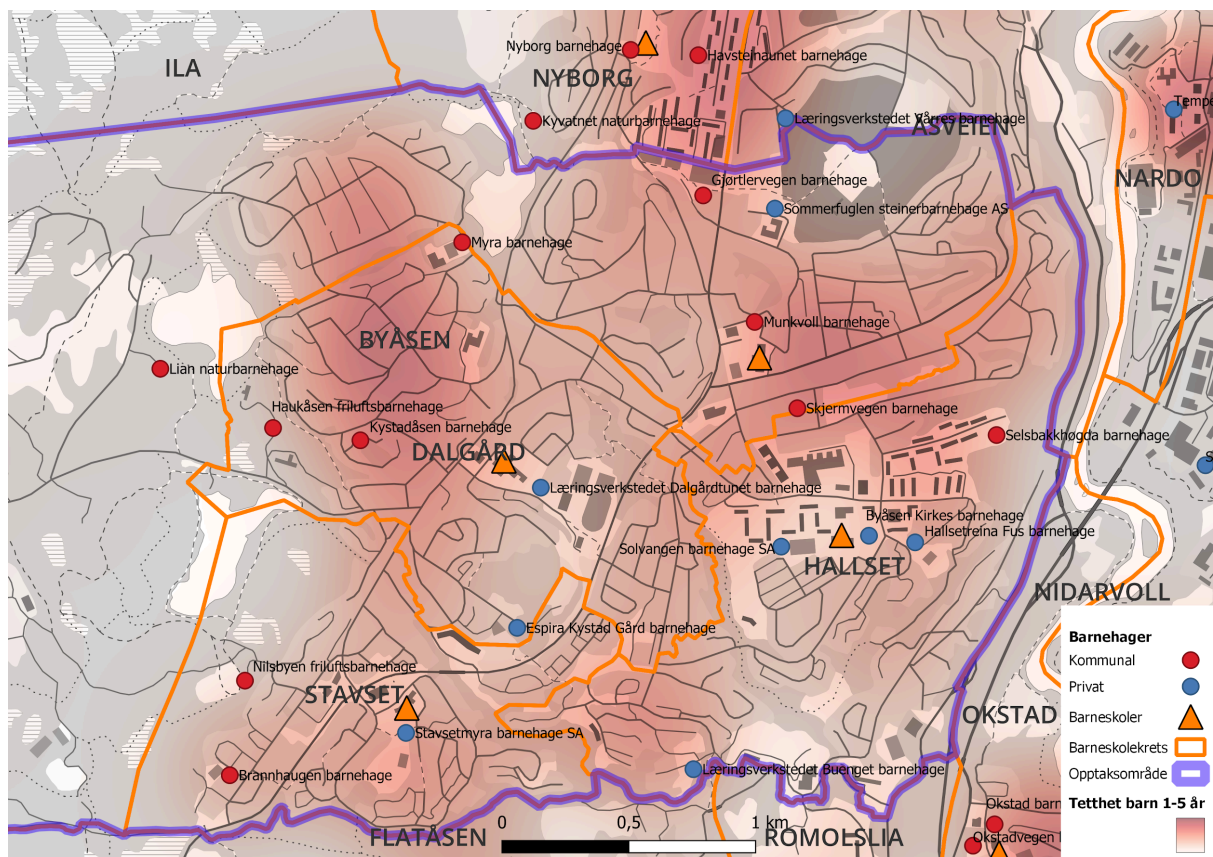 Nyborg barnehage
Havsteinaunet barnehage
ILA
NYBORG
Kyvatnet naturbarnehage
Læringsverkstedet Vårres barnehage
ÅSVEIEN
Gjørtlervegen barnehage
NARDO
Sommerfuglen steinerbarnehage AS
Myra barnehage
Munkvoll barnehage
BYÅSEN
Lian naturbarnehage
Haukåsen friluftsbarnehage
Skjermvegen barnehage
Kystadåsen barnehage
Selsbakkhøgda barnehage
DALGÅRD
Læringsverkstedet Dalgårdtunet barnehage
Byåsen Kirkes barnehage
Hallsetreina Fus barnehage
Solvangen barnehage SA
HALLSET
NIDARVOLL
Espira Kystad Gård barnehage
Nilsbyen friluftsbarnehage
STAVSET
OKSTAD
Stavsetmyra barnehage SA
Brannhaugen barnehage
Læringsverkstedet Buenget barnehage
FLATÅSEN
ROMOLSLIA
0 0,5 1 km
Barnehager
Kommunal
Privat
Barneskoler
Barneskolekrets
Opptaksområde
Tetthet barn 1-5 år
Okstad
Okstadvegen